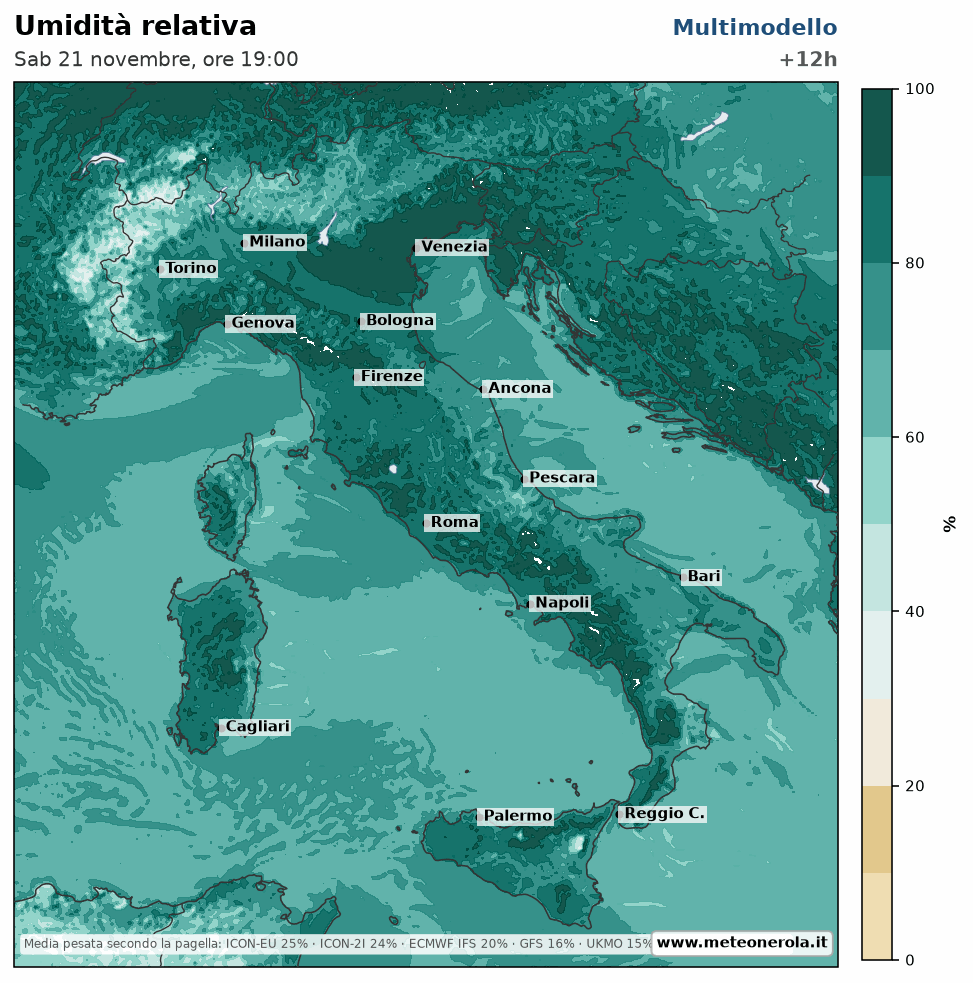 Umidità relativa
Multimodello
Sab 21 novembre, ore 19:00
+12h
100
80
60
40
20
0
%
Milano
Venezia
Torino
Genova
Bologna
Firenze
Ancona
Pescara
Roma
Bari
Napoli
Cagliari
Palermo
Reggio C.
Media pesata secondo la pagella: ICON-EU 25% · ICON-2I 24% · ECMWF IFS 20% · GFS 16% · UKMO 15%
www.meteonerola.it